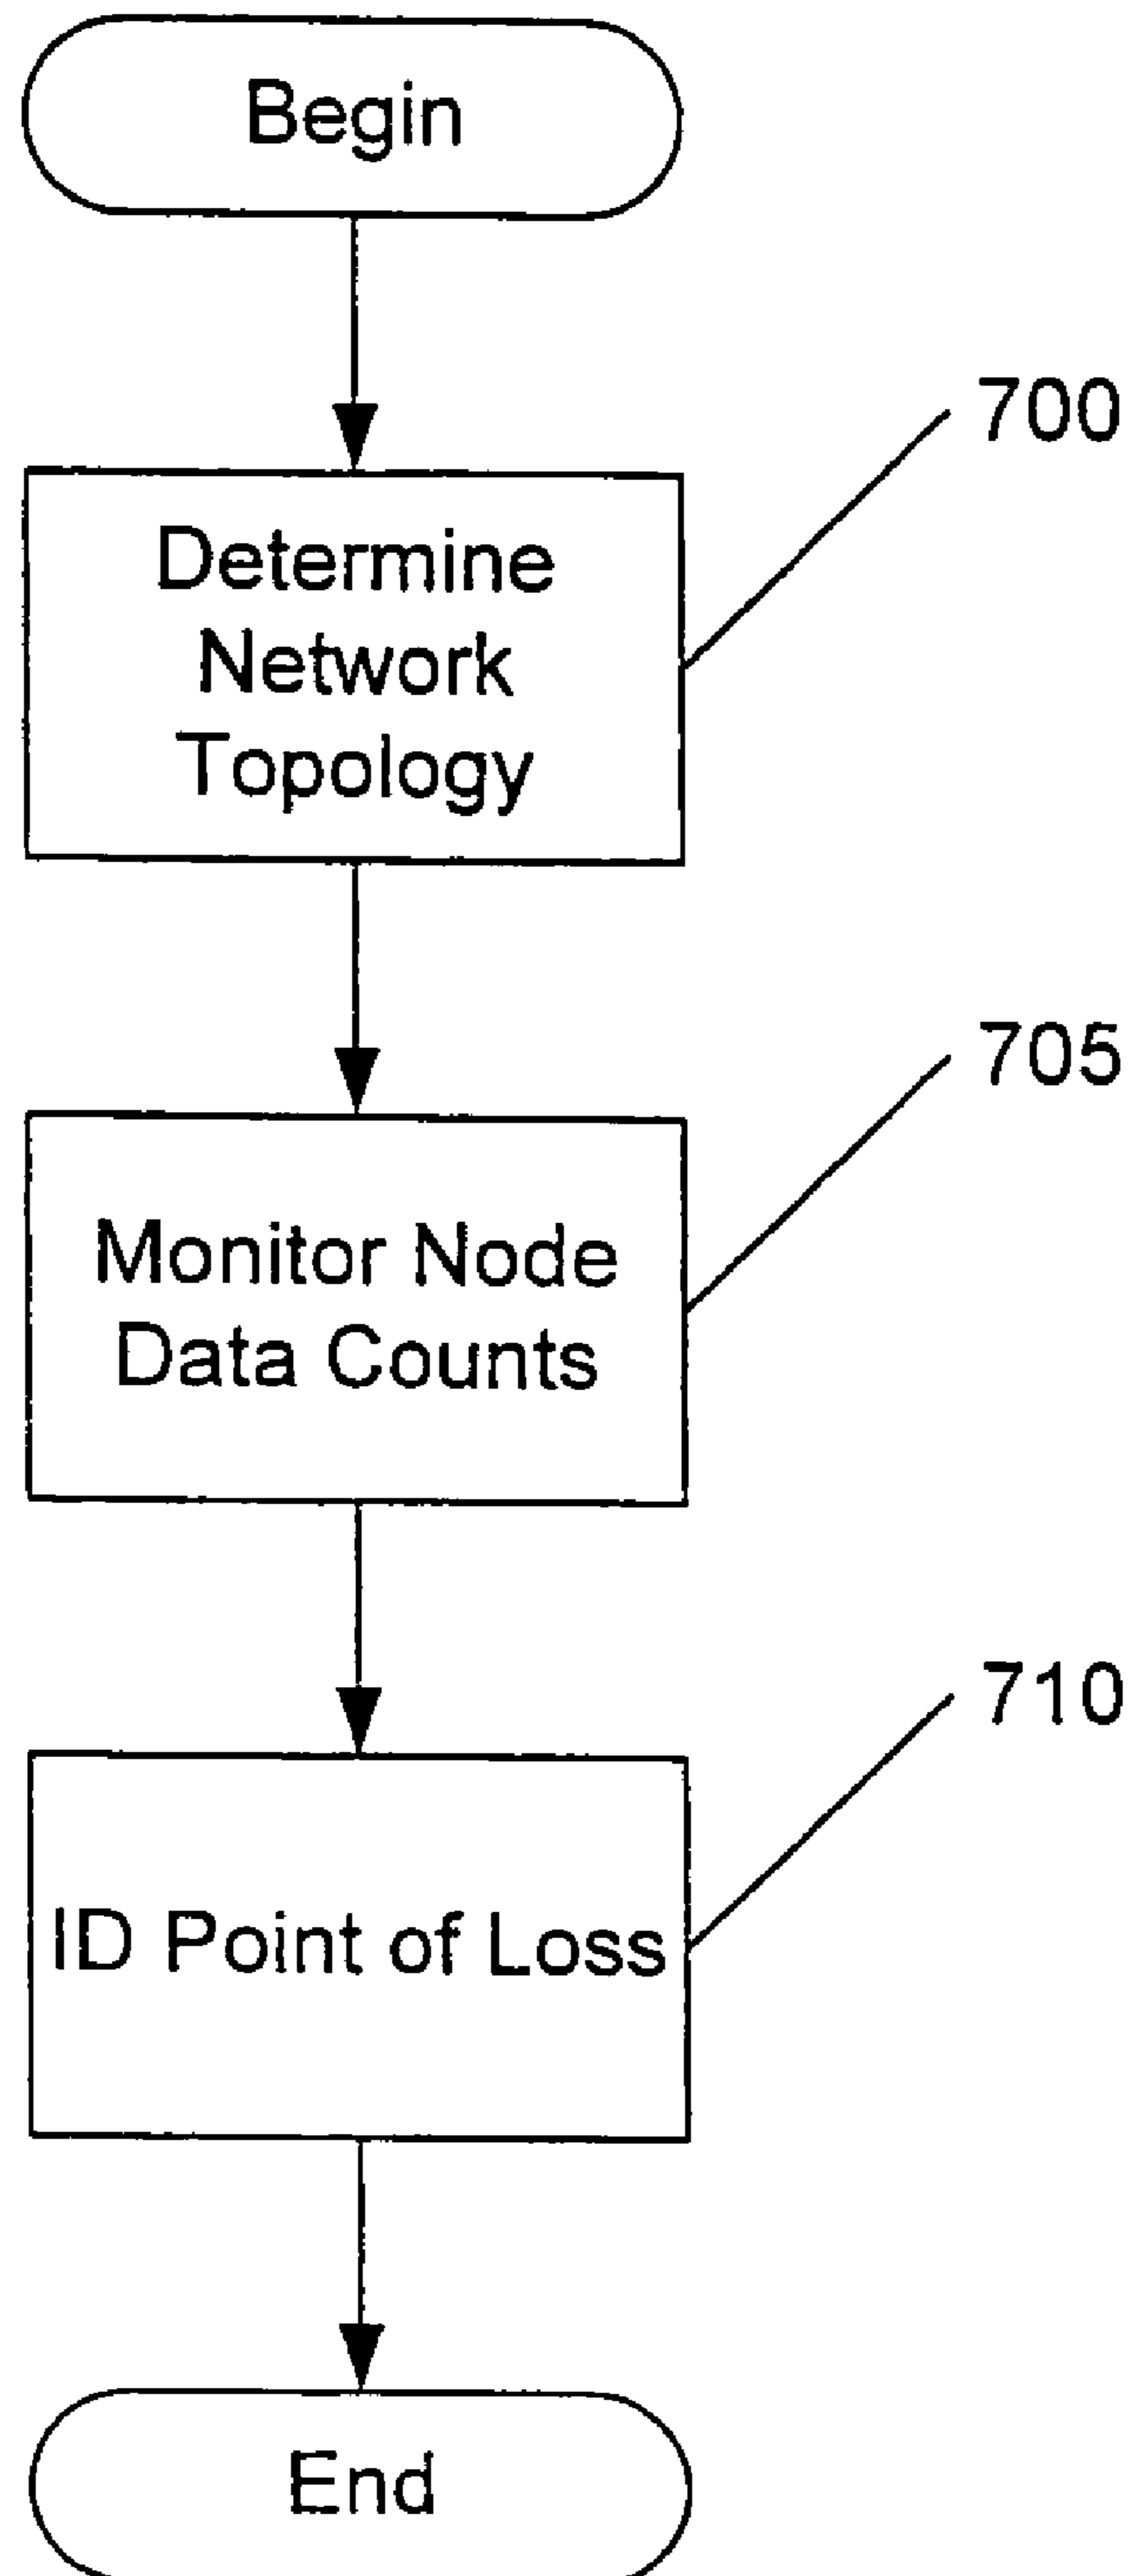 Begin
700
Determine
Network
Topology
705
Monitor Node
Data Counts
710
ID Point of Loss
End